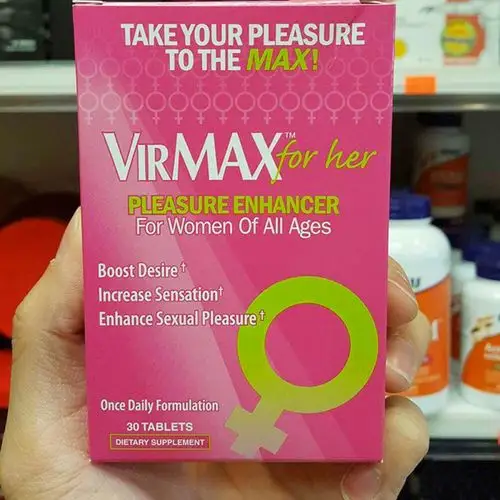 TAKE YOUR PLEASURE
TO THE MAX!
VIRMAX™ for her
PLEASURE ENHANCER
For Women Of All Ages
Boost Desire†
Increase Sensation†
Enhance Sexual Pleasure†
Once Daily Formulation
30 TABLETS
DIETARY SUPPLEMENT